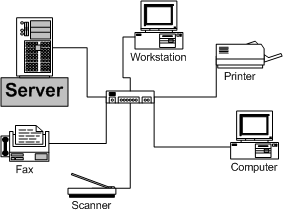 Workstation
Printer
Server
Fax
Computer
Scanner